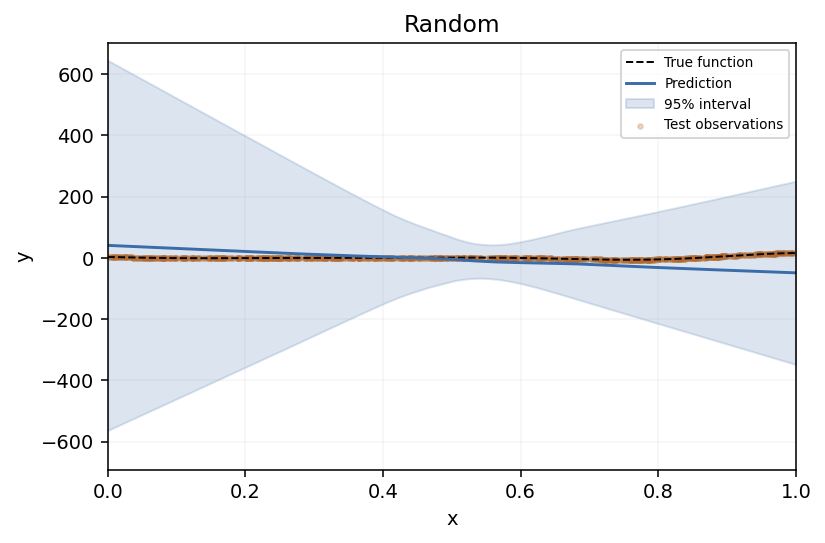 Random
True function
Prediction
95% interval
Test observations
600
400
200
0
−200
−400
−600
y
0.0 0.2 0.4 0.6 0.8 1.0
x